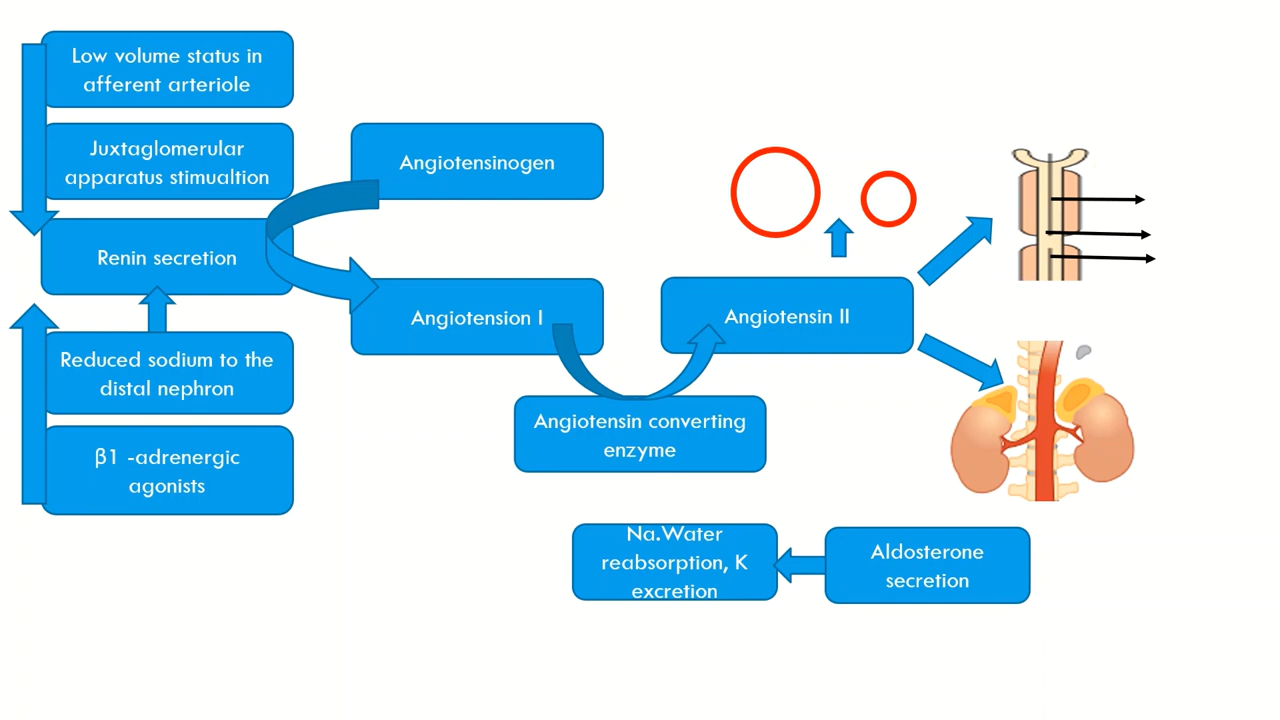 Low volume status in
afferent arteriole
Juxtaglomerular
apparatus stimualtion
Renin secretion
Reduced sodium to the
distal nephron
β1 -adrenergic
agonists
Angiotensinogen
Angiotension I
Angiotensin converting
enzyme
Angiotensin II
Na.Water
reabsorption, K
excretion
Aldosterone
secretion